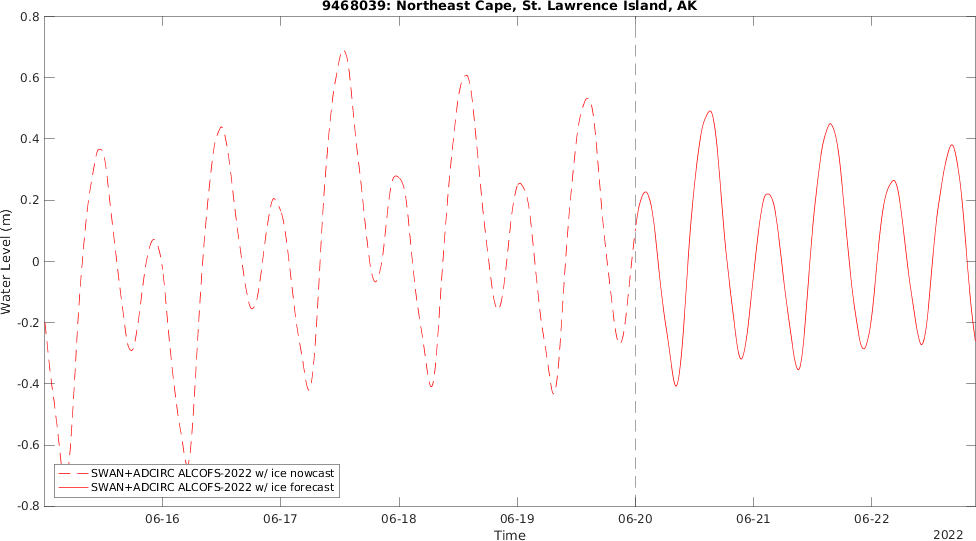 9468039: Northeast Cape, St. Lawrence Island, AK
0.8
0.6
0.4
0.2
0
-0.2
-0.4
-0.6
-0.8
Water Level (m)
SWAN+ADCIRC ALCOFS-2022 w/ ice nowcast
SWAN+ADCIRC ALCOFS-2022 w/ ice forecast
06-16 06-17 06-18 06-19 06-20 06-21 06-22
Time
2022